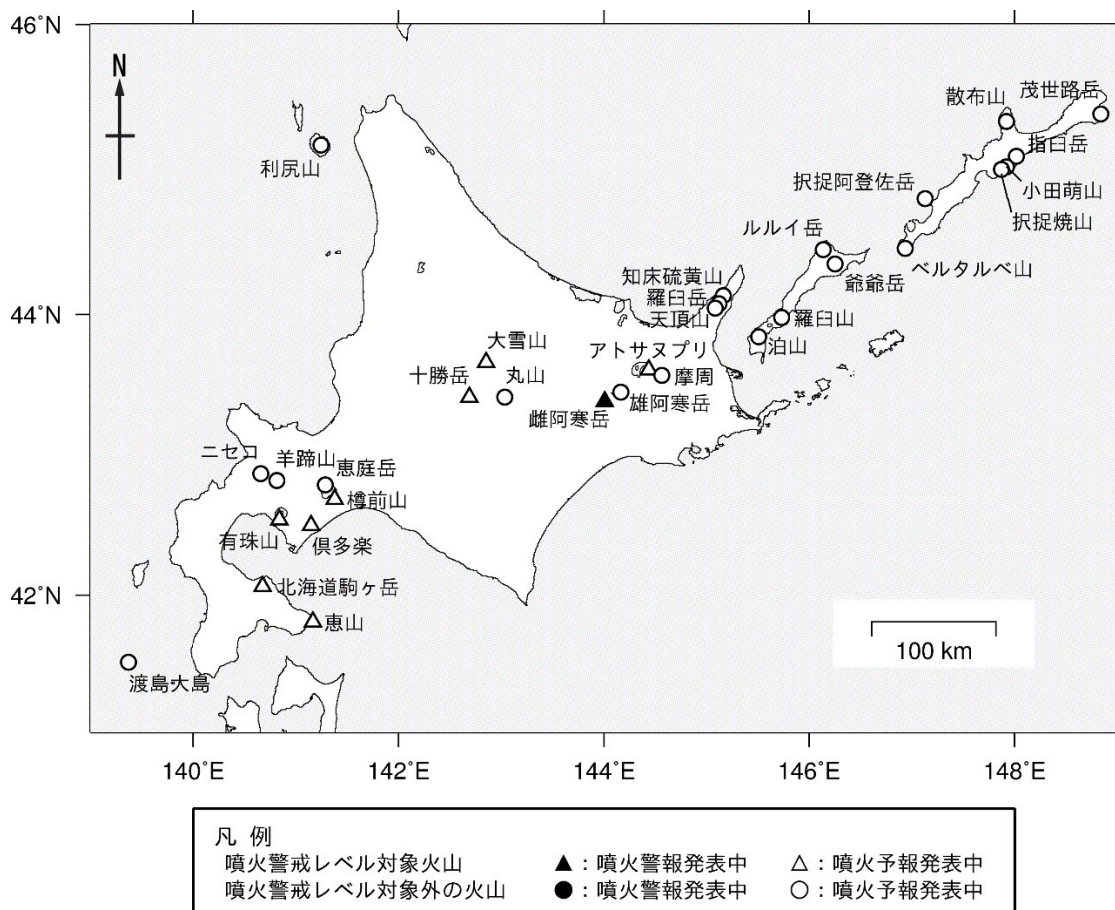 46°N
N
散布山
茂世路岳
利尻山
指臼岳
択捉阿登佐岳
小田萌山
択捉焼山
ルルイ岳
ベルタルベ山
爺爺岳
知床硫黄山
羅臼岳
天頂山
44°N
羅臼山
泊山
大雪山
アトサヌプリ
十勝岳
丸山
摩周
雄阿寒岳
雌阿寒岳
ニセコ
羊蹄山
恵庭岳
樽前山
有珠山
倶多楽
42°N
北海道駒ヶ岳
恵山
100 km
渡島大島
140°E
142°E
144°E
146°E
148°E
凡 例
噴火警戒レベル対象火山 ▲：噴火警報発表中 △：噴火予報発表中
噴火警戒レベル対象外の火山 ●：噴火警報発表中 ○：噴火予報発表中